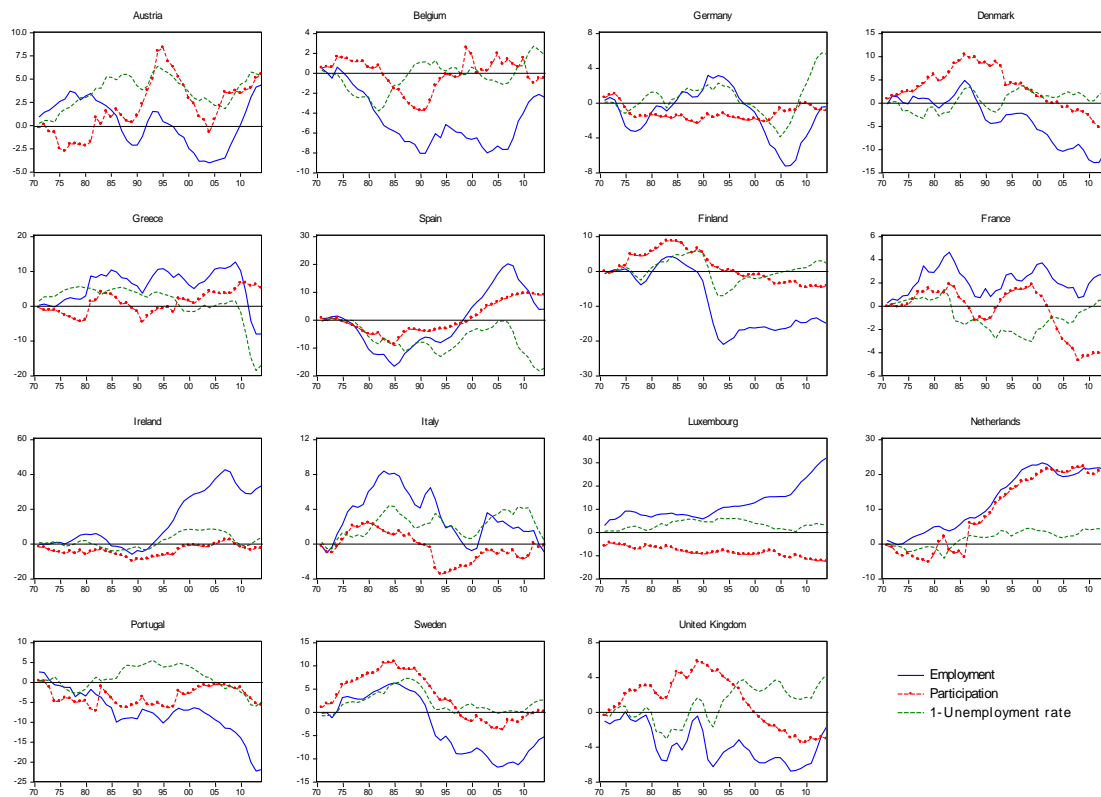 Austria
10.0
7.5
5.0
2.5
0.0
-2.5
-5.0
70 75 80 85 90 95 00 05 10
Belgium
4
2
0
-2
-4
-6
-8
-10
70 75 80 85 90 95 00 05 10
Germany
8
4
0
-4
-8
70 75 80 85 90 95 00 05 10
Denmark
15
10
5
0
-5
-10
-15
70 75 80 85 90 95 00 05 10
Greece
20
10
0
-10
-20
70 75 80 85 90 95 00 05 10
Spain
30
20
10
0
-10
-20
70 75 80 85 90 95 00 05 10
Finland
10
0
-10
-20
-30
70 75 80 85 90 95 00 05 10
France
6
4
2
0
-2
-4
-6
70 75 80 85 90 95 00 05 10
Ireland
60
40
20
0
-20
70 75 80 85 90 95 00 05 10
Italy
12
8
4
0
-4
70 75 80 85 90 95 00 05 10
Luxembourg
40
30
20
10
0
-10
-20
70 75 80 85 90 95 00 05 10
Netherlands
30
20
10
0
-10
70 75 80 85 90 95 00 05 10
Portugal
10
5
0
-5
-10
-15
-20
-25
70 75 80 85 90 95 00 05 10
Sweden
15
10
5
0
-5
-10
-15
70 75 80 85 90 95 00 05 10
United Kingdom
8
4
0
-4
-8
70 75 80 85 90 95 00 05 10
Employment
Participation
1-Unemployment rate